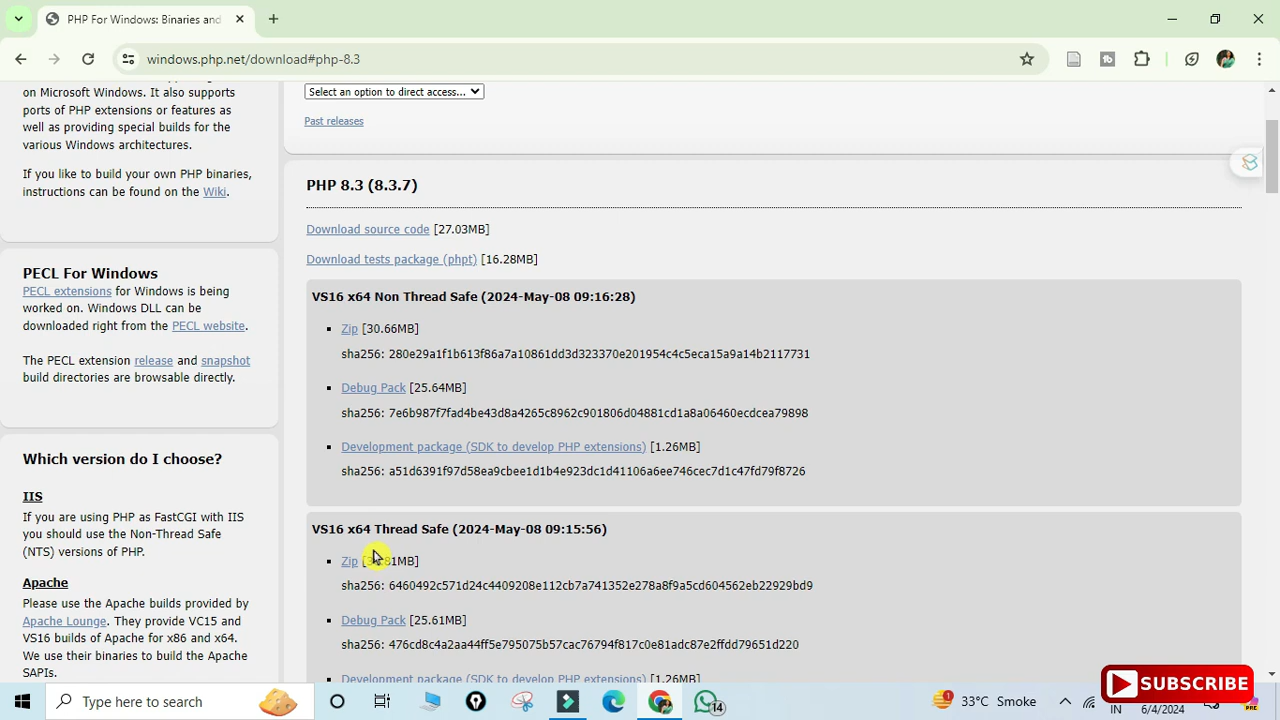 PHP For Windows: Binaries and
windows.php.net/download#php-8.3
on Microsoft Windows. It also supports
ports of PHP extensions or features as
well as providing special builds for the
various Windows architectures.
If you like to build your own PHP binaries,
instructions can be found on the Wiki.
PECL For Windows
PECL extensions for Windows is being
worked on. Windows DLL can be
downloaded right from the PECL website.
The PECL extension release and snapshot
build directories are browsable directly.
Which version do I choose?
IIS
If you are using PHP as FastCGI with IIS
you should use the Non-Thread Safe
(NTS) versions of PHP.
Apache
Please use the Apache builds provided by
Apache Lounge. They provide VC15 and
VS16 builds of Apache for x86 and x64.
We use their binaries to build the Apache
SAPIs.
Select an option to direct access...
Past releases
PHP 8.3 (8.3.7)
Download source code [27.03MB]
Download tests package (phpt) [16.28MB]
VS16 x64 Non Thread Safe (2024-May-08 09:16:28)
Zip [30.66MB]
sha256: 280e29a1f1b613f86a7a10861dd3d323370e201954c4c5eca15a9a14b2117731
Debug Pack [25.64MB]
sha256: 7e6b987f7fad4be43d8a4265c8962c901806d04881cd1a8a06460ecdcea79898
Development package (SDK to develop PHP extensions) [1.26MB]
sha256: a51d6391f97d58ea9cbee1d1b4e923dc1d41106a6ee746cec7d1c47fd79f8726
VS16 x64 Thread Safe (2024-May-08 09:15:56)
Zip
sha256: 6460492c571d24c4409208e112cb7a741352e278a8f9a5cd604562eb22929bd9
Debug Pack [25.61MB]
sha256: 476cd8c4a2aa44ff5e795075b57cac76794f817c0e81adc87e2ffdd79651d220
Development package (SDK to develop PHP extensions) [1.26MB]
SUBSCRIBE
Type here to search
14
1
33°C Smoke
IN
6/4/2024